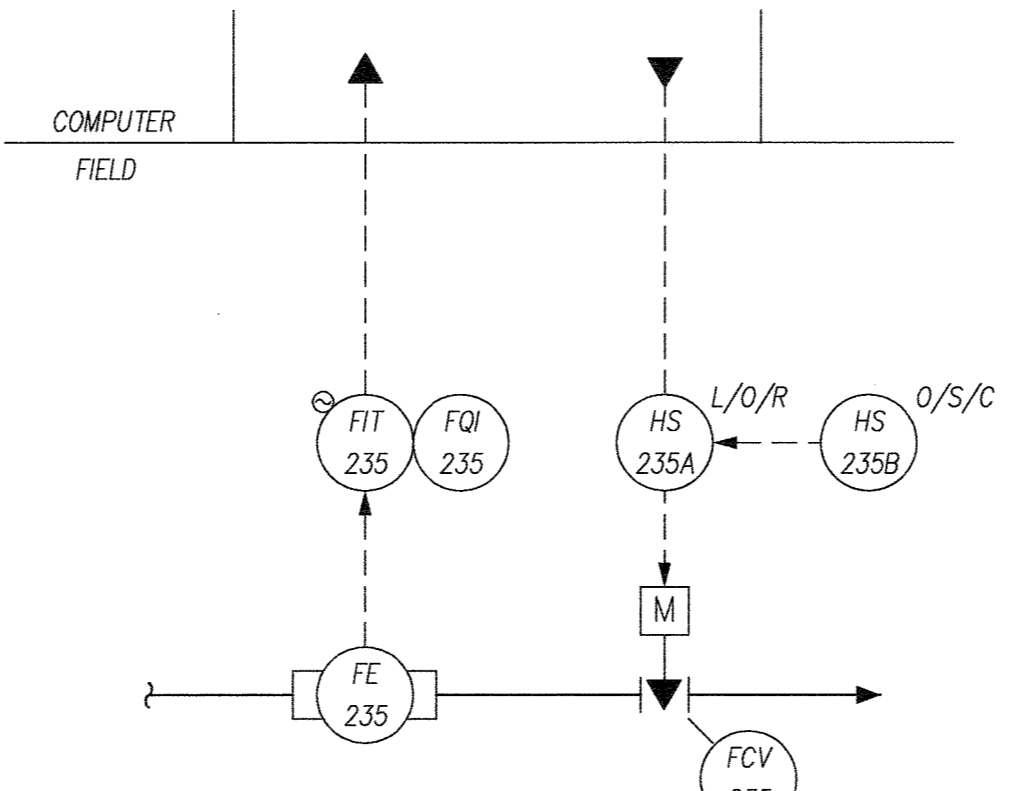 COMPUTER
FIELD
FIT
235
FQI
235
HS
235A
L/O/R
HS
235B
O/S/C
M
FE
235
FCV